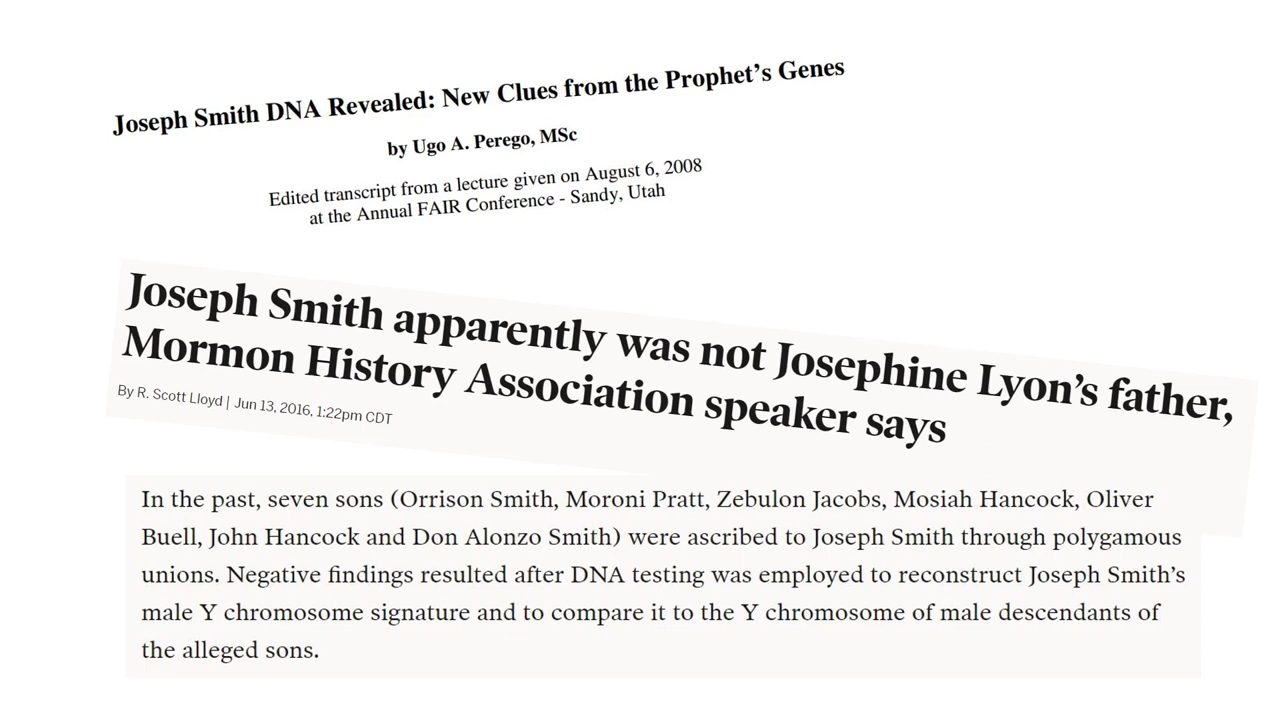 Joseph Smith DNA Revealed: New Clues from the Prophet's Genes
by Ugo A. Perego, MSc
Edited transcript from a lecture given on August 6, 2008
at the Annual FAIR Conference - Sandy, Utah
Joseph Smith apparently was not Josephine Lyon's father,
Mormon History Association speaker says
By R. Scott Lloyd | Jun 13, 2016, 1:22pm CDT
In the past, seven sons (Orrison Smith, Moroni Pratt, Zebulon Jacobs, Mosiah Hancock, Oliver
Buell, John Hancock and Don Alonzo Smith) were ascribed to Joseph Smith through polygamous
unions. Negative findings resulted after DNA testing was employed to reconstruct Joseph Smith's
male Y chromosome signature and to compare it to the Y chromosome of male descendants of
the alleged sons.